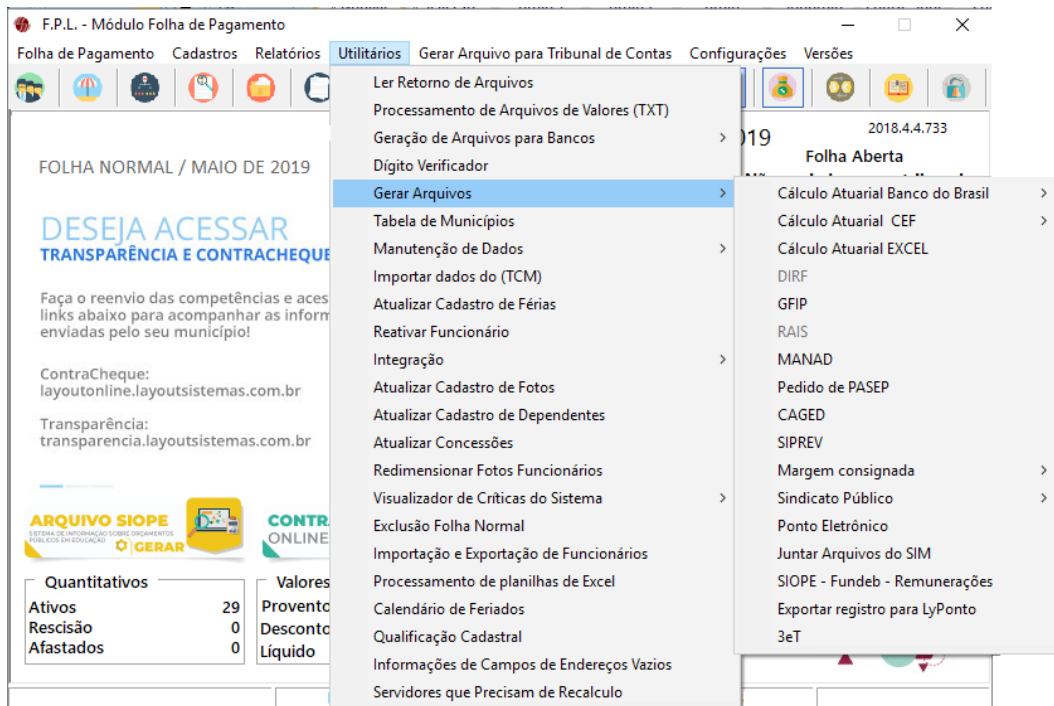 F.P.L. - Módulo Folha de Pagamento
Folha de Pagamento Cadastros Relatórios Utilitários Gerar Arquivo para Tribunal de Contas Configurações Versões
2018.4.4.733
Folha Aberta
FOLHA NORMAL / MAIO DE 2019
DESEJA ACESSAR
TRANSPARÊNCIA E CONTRACHEQUE
Faça o reenvio das competências e aces
links abaixo para acompanhar as inform
enviadas pelo seu município!
ContraCheque:
layoutonline.layoutsistemas.com.br
Transparência:
transparencia.layoutsistemas.com.br
ARQUIVO SIOPE
SISTEMA DE INFORMAÇÃO SOBRE ORÇAMENTOS
PÚBLICOS EM EDUCAÇÃO
GERAR
CONTR
ONLINE
Quantitativos
Ativos 29
Rescisão 0
Afastados 0
Valores
Provento
Desconto
Líquido
Ler Retorno de Arquivos
Processamento de Arquivos de Valores (TXT)
Geração de Arquivos para Bancos
Dígito Verificador
Gerar Arquivos
Tabela de Municípios
Manutenção de Dados
Importar dados do (TCM)
Atualizar Cadastro de Férias
Reativar Funcionário
Integração
Atualizar Cadastro de Fotos
Atualizar Cadastro de Dependentes
Atualizar Concessões
Redimensionar Fotos Funcionários
Visualizador de Críticas do Sistema
Exclusão Folha Normal
Importação e Exportação de Funcionários
Processamento de planilhas de Excel
Calendário de Feriados
Qualificação Cadastral
Informações de Campos de Endereços Vazios
Servidores que Precisam de Recalculo
Cálculo Atuarial Banco do Brasil
Cálculo Atuarial CEF
Cálculo Atuarial EXCEL
DIRF
GFIP
RAIS
MANAD
Pedido de PASEP
CAGED
SIPREV
Margem consignada
Sindicato Público
Ponto Eletrônico
Juntar Arquivos do SIM
SIOPE - Fundeb - Remunerações
Exportar registro para LyPonto
3eT